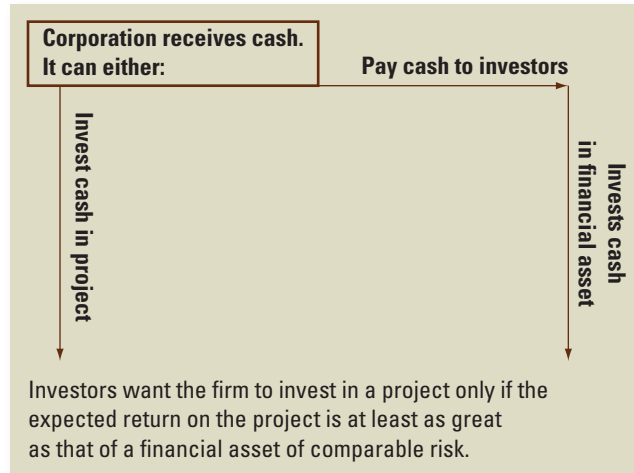 Corporation receives cash.
It can either:
Pay cash to investors
Invest cash in project
Invests cash
in financial asset
Investors want the firm to invest in a project only if the
expected return on the project is at least as great
as that of a financial asset of comparable risk.